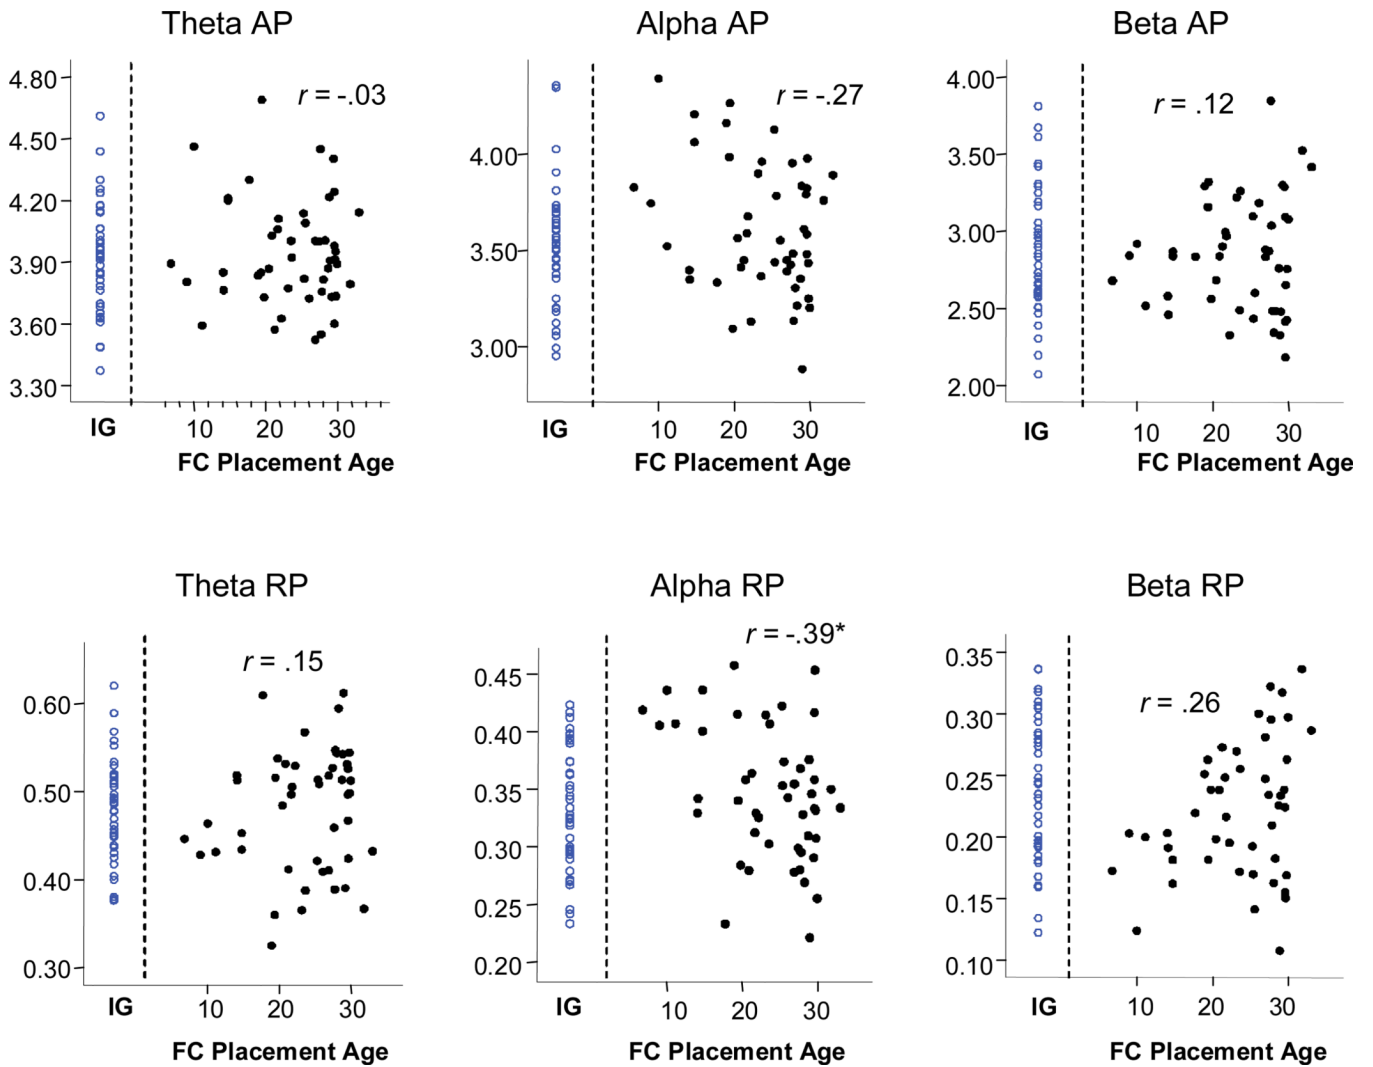 Theta AP
r = -.03
4.80
4.50
4.20
3.90
3.60
3.30
IG
10 20 30
FC Placement Age
Alpha AP
r = -.27
4.00
3.50
3.00
IG
10 20 30
FC Placement Age
Beta AP
r = .12
4.00
3.50
3.00
2.50
2.00
IG
10 20 30
FC Placement Age
Theta RP
r = .15
0.60
0.50
0.40
0.30
IG
10 20 30
FC Placement Age
Alpha RP
r = -.39*
0.45
0.40
0.35
0.30
0.25
0.20
IG
10 20 30
FC Placement Age
Beta RP
r = .26
0.35
0.30
0.25
0.20
0.15
0.10
IG
10 20 30
FC Placement Age